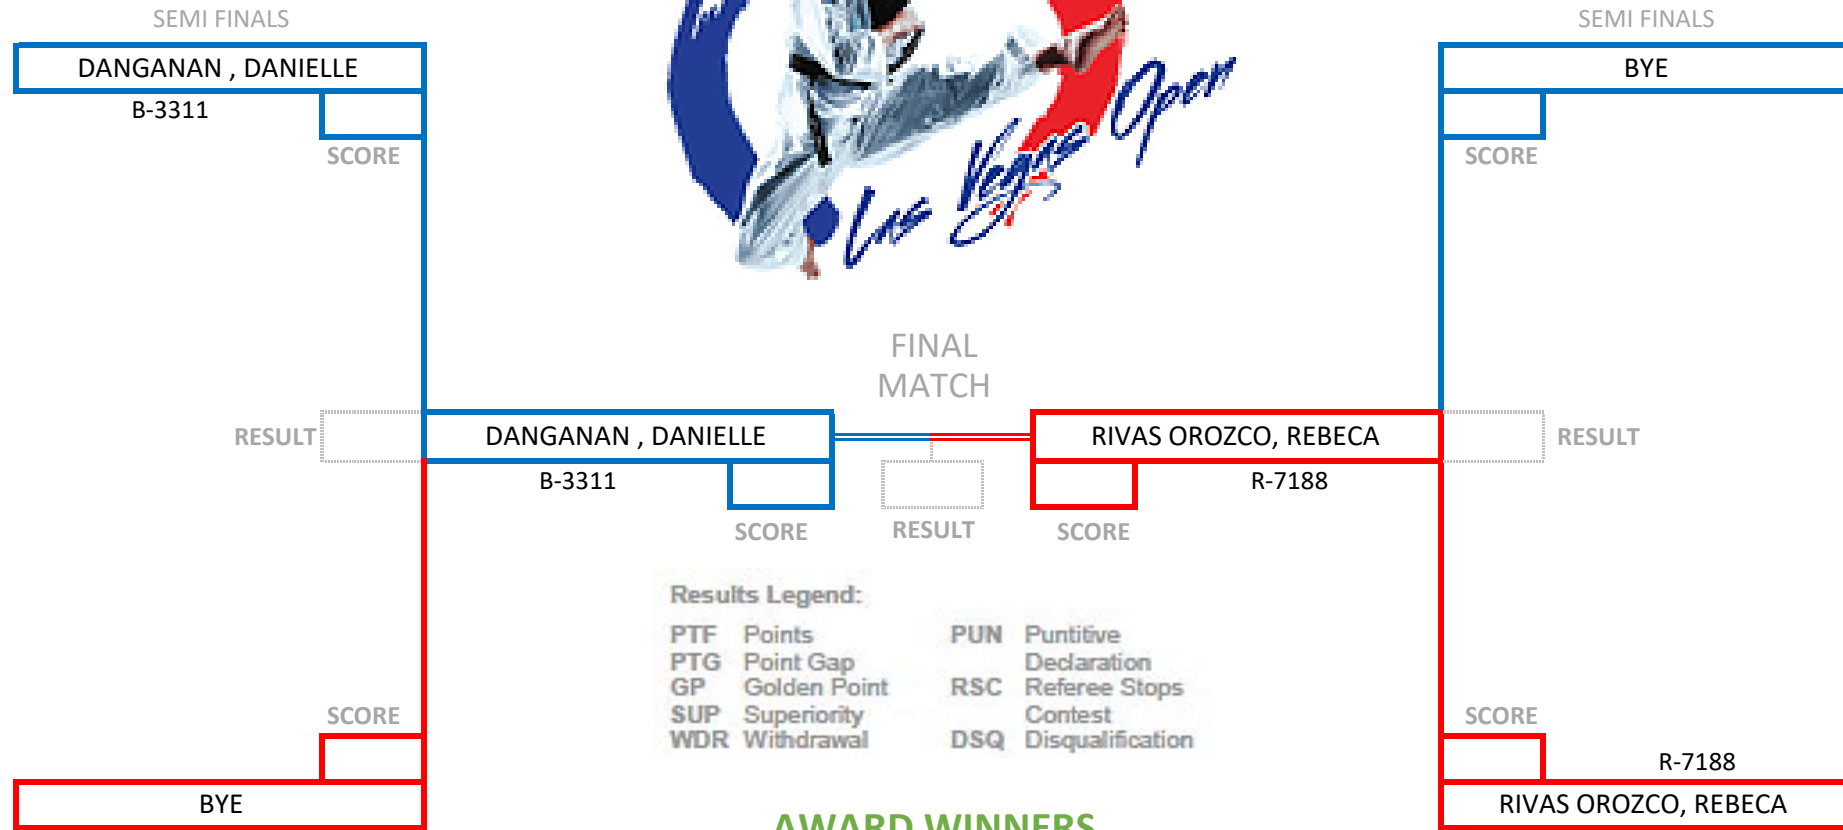 SEMI FINALS
SEMI FINALS
DANGANAN , DANIELLE
BYE
B-3311
SCORE
SCORE
Las Vegas Open
FINAL
MATCH
RESULT
DANGANAN , DANIELLE
RIVAS OROZCO, REBECA
RESULT
B-3311
R-7188
SCORE
RESULT
SCORE
Results Legend:
PTF Points
PTG Point Gap
GP Golden Point
SUP Superiority
WDR Withdrawal
PUN Puntitive
Declaration
RSC Referee Stops
Contest
DSQ Disqualification
SCORE
SCORE
R-7188
BYE
RIVAS OROZCO, REBECA
AWARD WINNERS